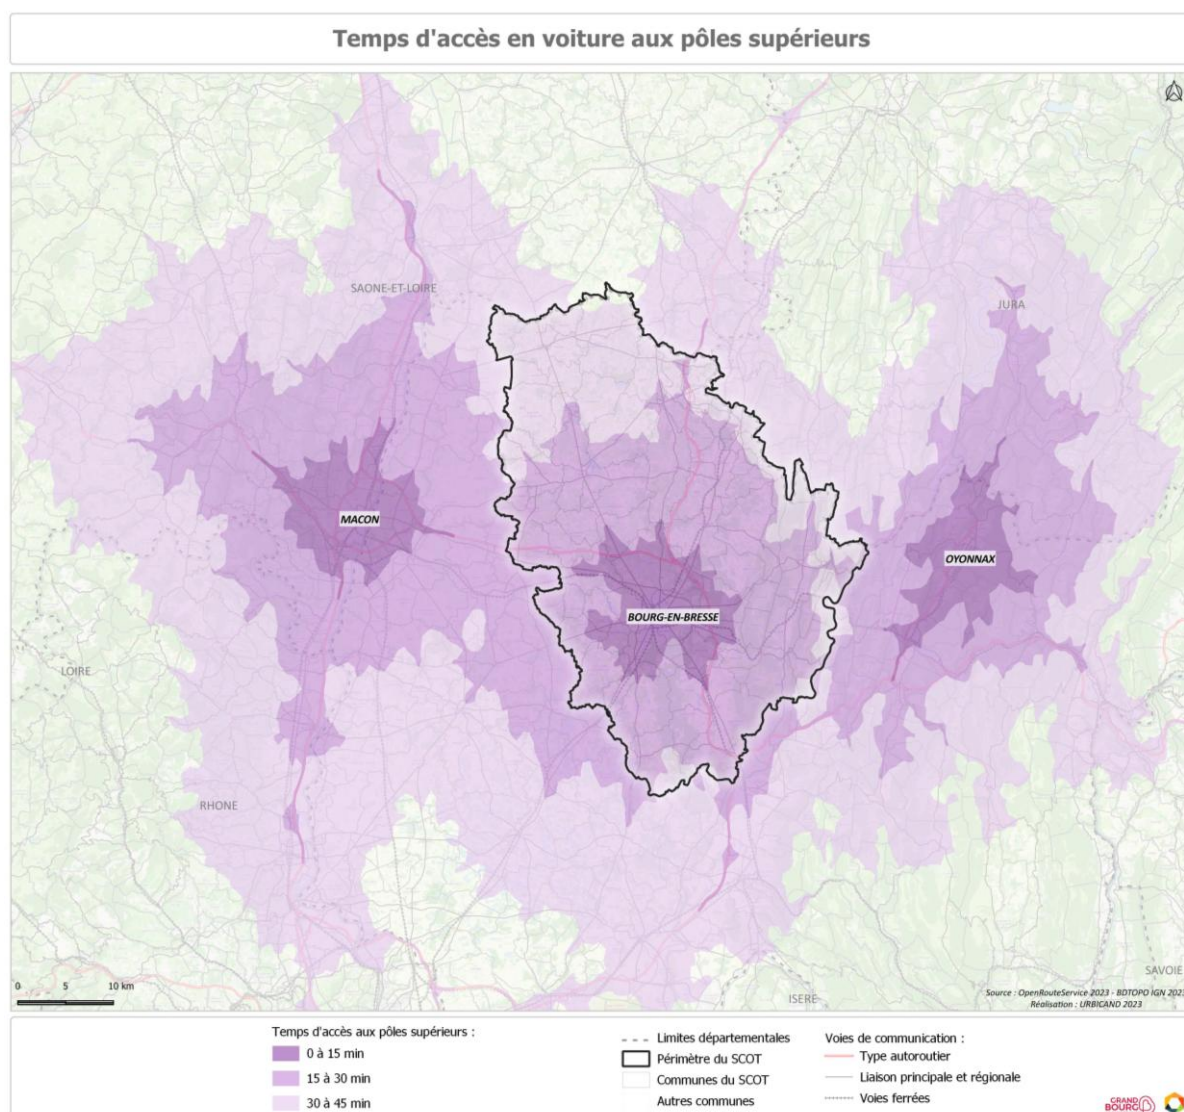 Temps d'accès en voiture aux pôles supérieurs
SAONE-ET-LOIRE
JURA
MACON
OYONNAX
BOURG-EN-BRESSE
LOIRE
RHONE
SAVOIE
ISERE
0 5 10 km
Source : OpenRouteService 2023 - BDTOPO IGN 2023
Réalisation : URBICAND 2023
Temps d'accès aux pôles supérieurs :
0 à 15 min
15 à 30 min
30 à 45 min
Limites départementales
Périmètre du SCOT
Communes du SCOT
Autres communes
Voies de communication :
Type autoroutier
Liaison principale et régionale
Voies ferrées
GRAND
BOURG